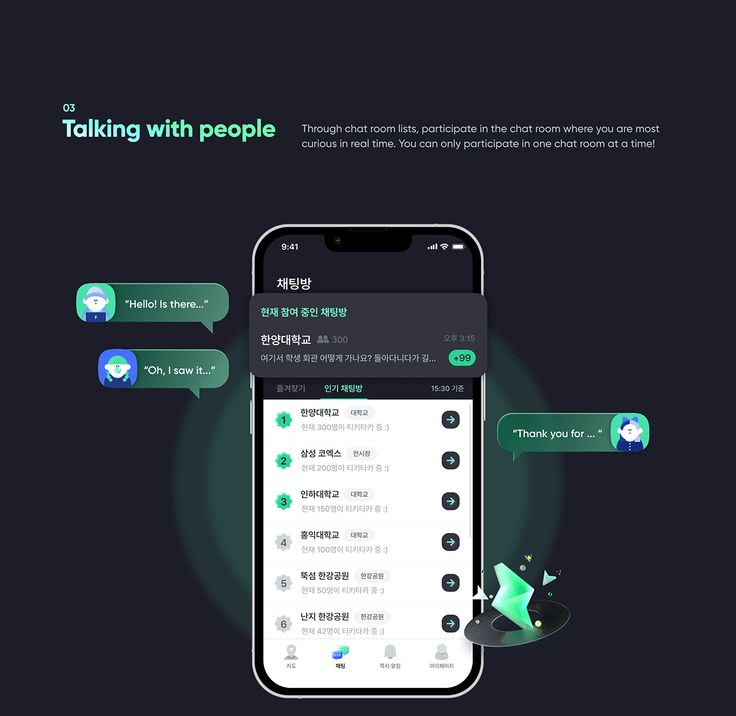 03
Talking with people
Through chat room lists, participate in the chat room where you are most
curious in real time. You can only participate in one chat room at a time!
9:41
채팅방
현재 참여 중인 채팅방
한양대학교 300 오후 3:15
여기서 학생 회관 어떻게 가나요? 돌아다니다가 길... +99
즐겨찾기 인기 채팅방 15:30 기준
1 한양대학교 대학교
현재 300명이 티키타카 중 :)
2 삼성 코엑스 전시장
현재 200명이 티키타카 중 :)
3 인하대학교 대학교
현재 150명이 티키타카 중 :)
4 홍익대학교 대학교
현재 100명이 티키타카 중 :)
5 뚝섬 한강공원 한강공원
현재 50명이 티키타카 중 :)
6 난지 한강공원 한강공원
현재 42명이 티키타카 중 :)
지도 채팅 쪽지·알림 마이페이지
“Hello! Is there...”
“Oh, I saw it...”
“Thank you for ... “